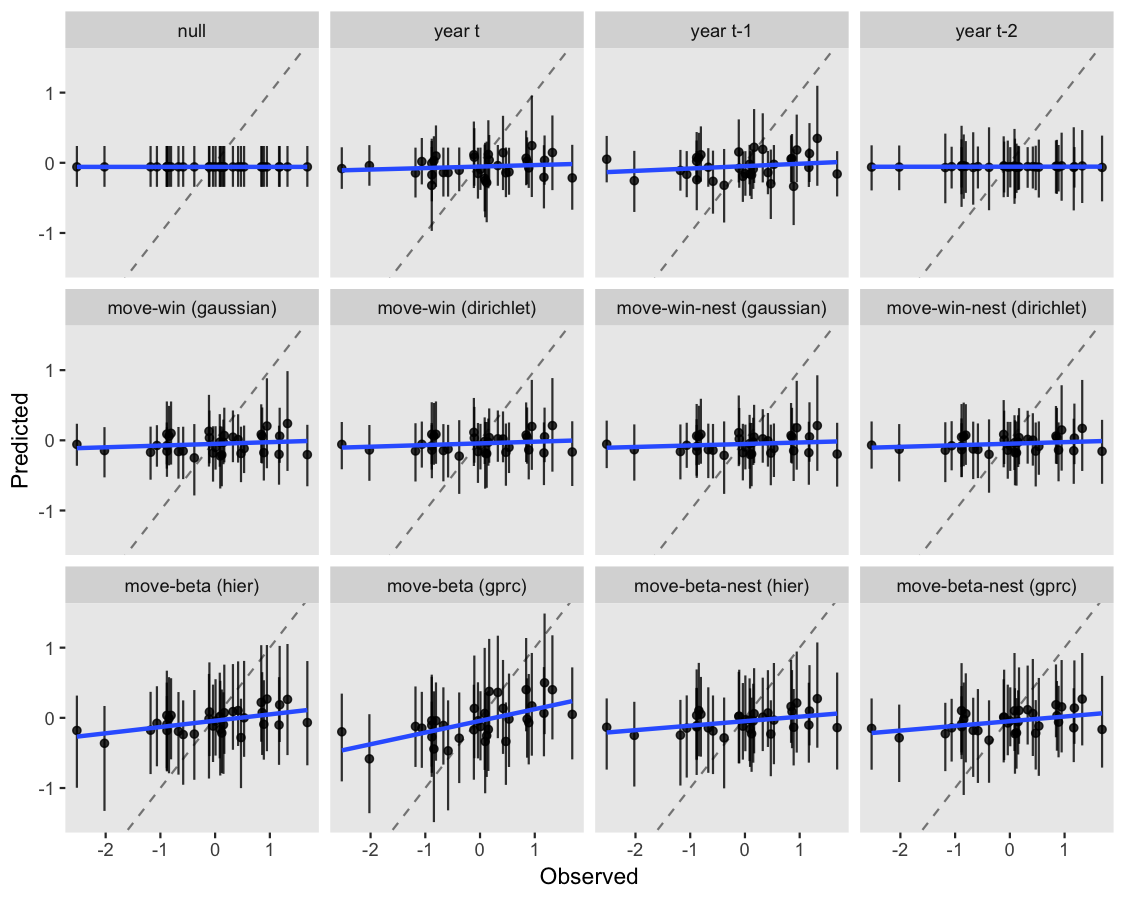 null
year t
year t-1
year t-2
1
0
-1
move-win (gaussian)
move-win (dirichlet)
move-win-nest (gaussian)
move-win-nest (dirichlet)
1
0
-1
Predicted
move-beta (hier)
move-beta (gprc)
move-beta-nest (hier)
move-beta-nest (gprc)
1
0
-1
-2 -1 0 1 -2 -1 0 1 -2 -1 0 1 -2 -1 0 1
Observed